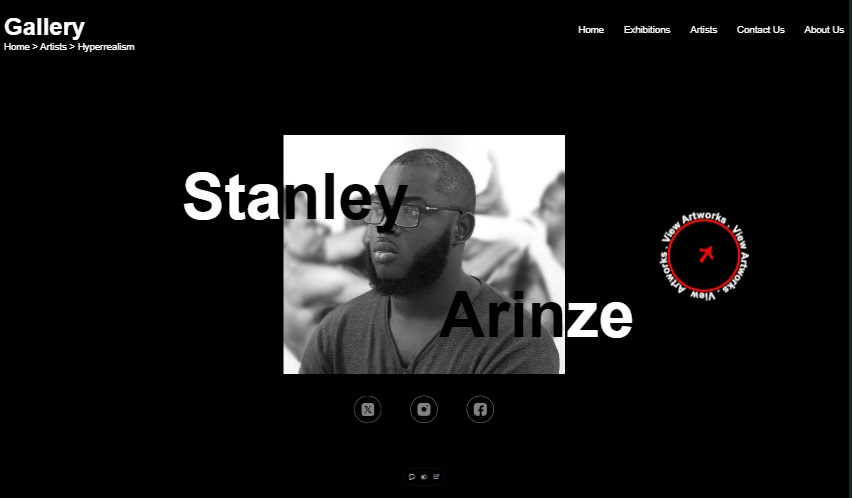 Gallery
Home > Artists > Hyperrealism
Home Exhibitions Artists Contact Us About Us
Stanley
Arinze
View Artworks . View Artworks . View Artworks .